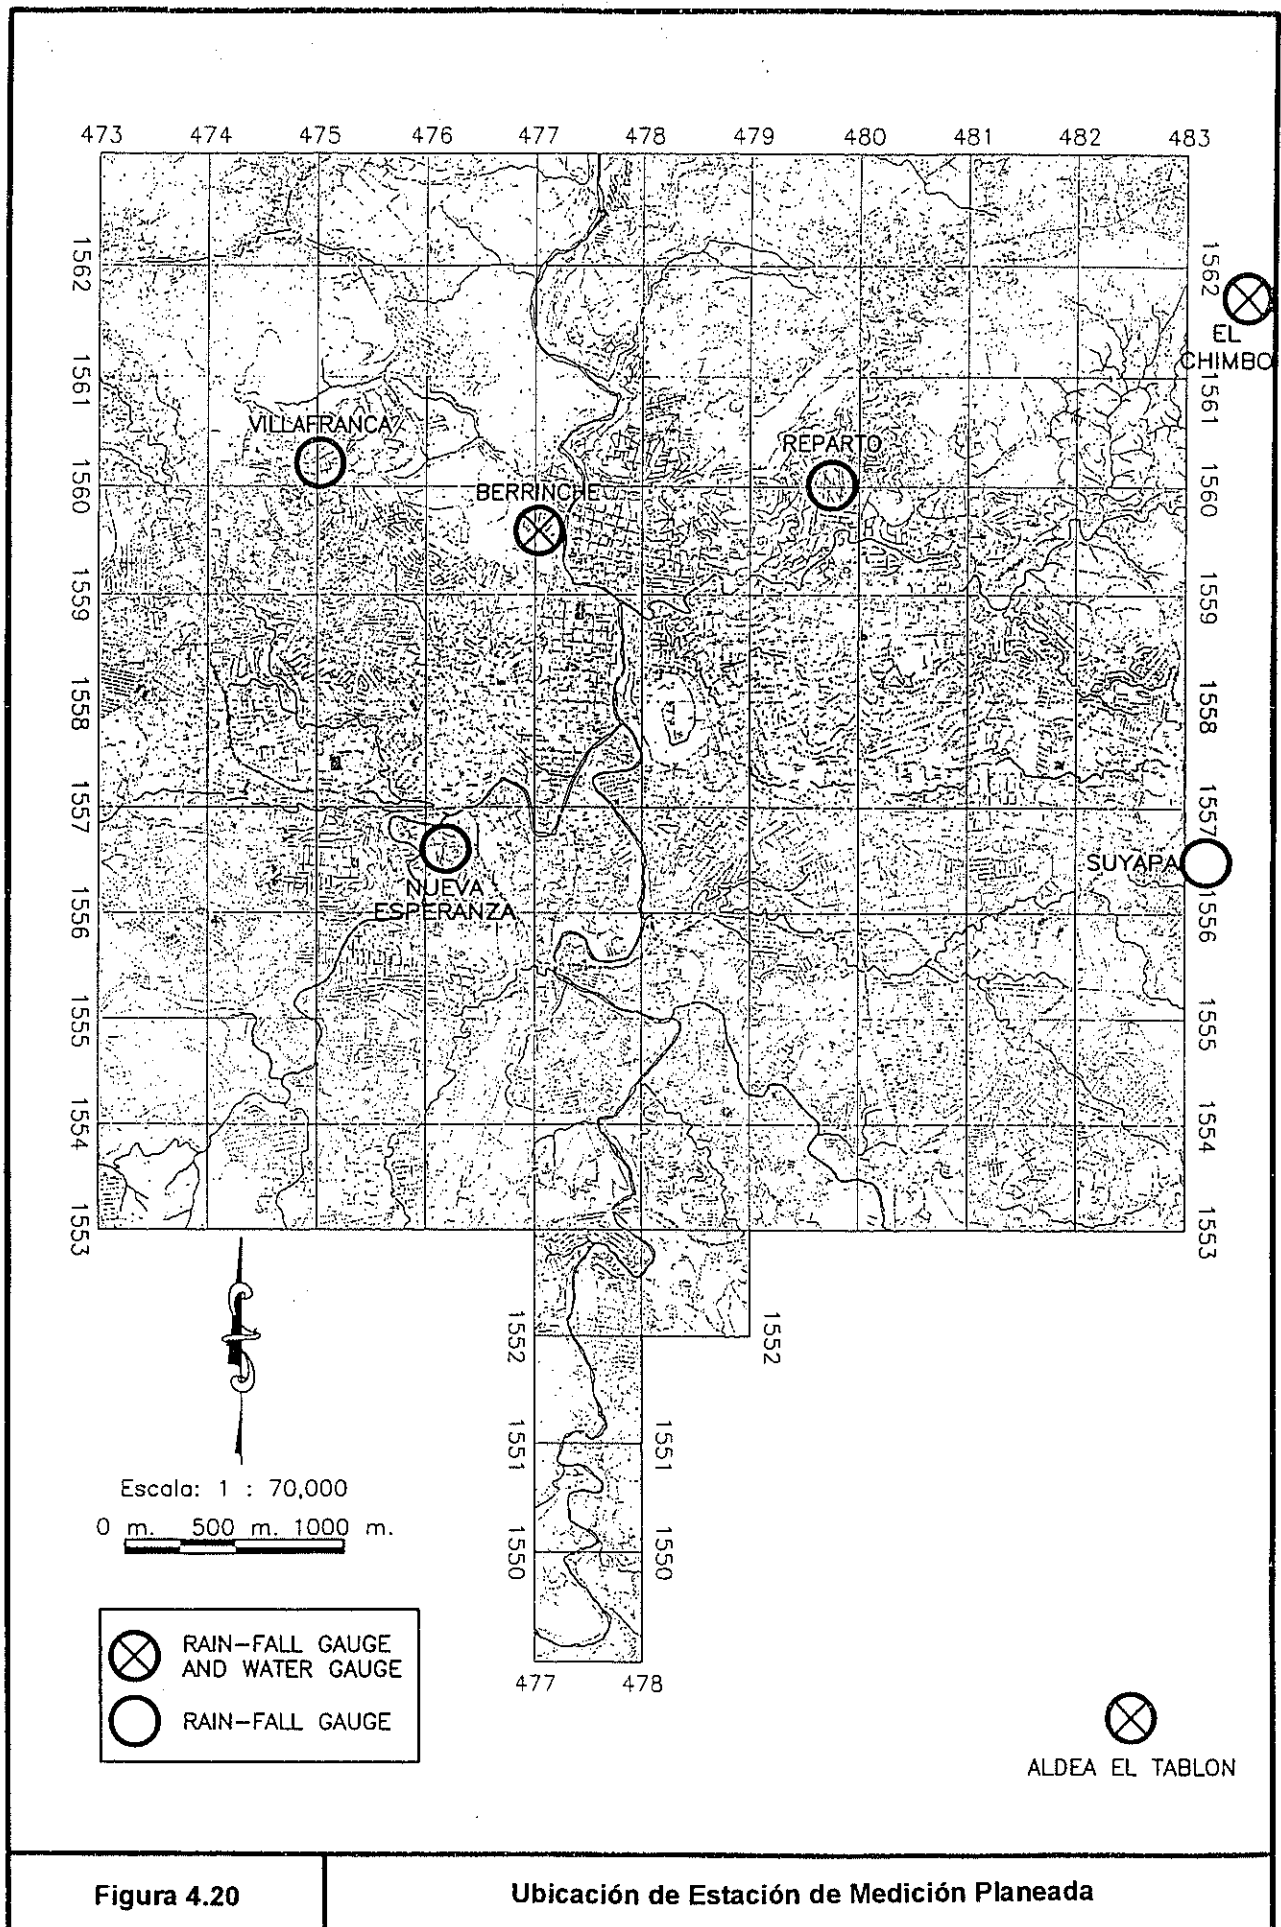 473 474 475 476 477 478 479 480 481 482 483
1562
1561
1560
1559
1558
1557
1556
1555
1554
1553
1562
1561
1560
1559
1558
1557
1556
1555
1554
1553
EL
CHIMBO
VILLAFRANCA
REPARTO
BERRINCHE
SUYAPA
NUEVA
ESPERANZA
1552
1551
1550
1552
1551
1550
477 478
Escala: 1 : 70,000
0 m. 500 m. 1000 m.
RAIN-FALL GAUGE
AND WATER GAUGE
RAIN-FALL GAUGE
ALDEA EL TABLON
Figura 4.20
Ubicación de Estación de Medición Planeada